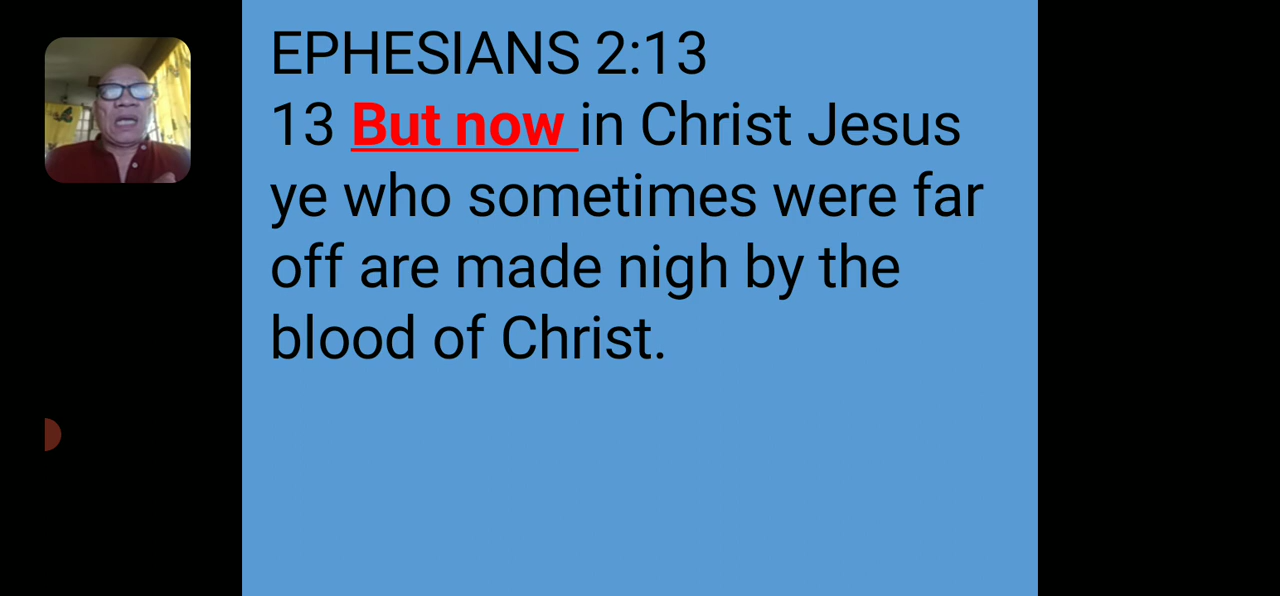 EPHESIANS 2:13
13 But now in Christ Jesus
ye who sometimes were far
off are made nigh by the
blood of Christ.